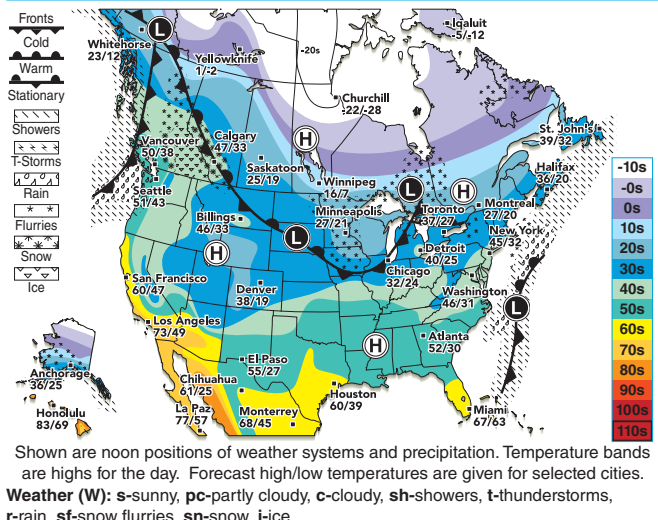 Fronts
Cold
Warm
Stationary
Showers
T-Storms
Rain
Flurries
Snow
Ice
L
Whitehorse
23/12
Yellowknife
1/-2
-20s
Iqaluit
-5/-12
Churchill
-22/-28
Vancouver
50/38
Calgary
47/33
H
Saskatoon
25/19
Winnipeg
16/7
St. John's
39/32
Halifax
36/20
Seattle
51/43
L
H
Billings
46/33
Minneapolis
27/21
Toronto
37/27
Montreal
27/20
New York
45/32
L
H
Detroit
40/25
San Francisco
60/47
Denver
38/19
Chicago
32/24
Washington
46/31
L
Los Angeles
73/49
H
Atlanta
52/30
El Paso
55/27
Anchorage
36/25
Chihuahua
61/25
Houston
60/39
Honolulu
83/69
La Paz
77/57
Monterrey
68/45
Miami
67/63
-10s
-0s
0s
10s
20s
30s
40s
50s
60s
70s
80s
90s
100s
110s
Shown are noon positions of weather systems and precipitation. Temperature bands
are highs for the day. Forecast high/low temperatures are given for selected cities.
Weather (W): s-sunny, pc-partly cloudy, c-cloudy, sh-showers, t-thunderstorms,
r-rain, sf-snow flurries, sn-snow, i-ice